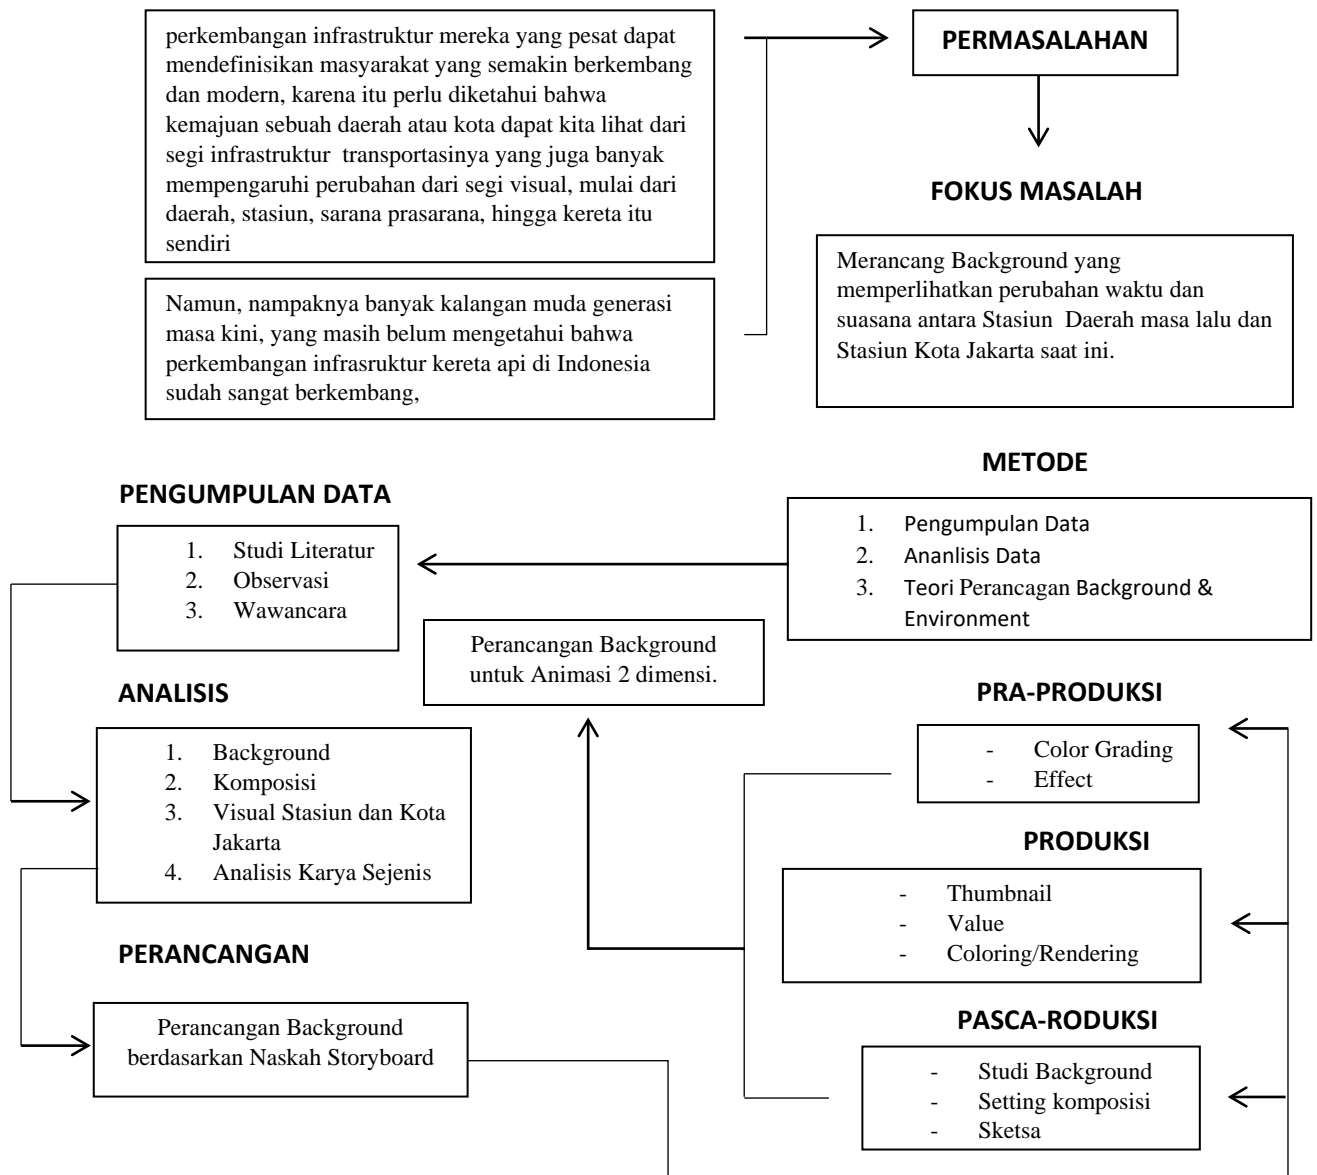 perkembangan infrastruktur mereka yang pesat dapat
mendefinisikan masyarakat yang semakin berkembang
dan modern, karena itu perlu diketahui bahwa
kemajuan sebuah daerah atau kota dapat kita lihat dari
segi infrastruktur transportasinya yang juga banyak
mempengaruhi perubahan dari segi visual, mulai dari
daerah, stasiun, sarana prasarana, hingga kereta itu
sendiri
Namun, nampaknya banyak kalangan muda generasi
masa kini, yang masih belum mengetahui bahwa
perkembangan infrasruktur kereta api di Indonesia
sudah sangat berkembang,
PERMASALAHAN
FOKUS MASALAH
Merancang Background yang
memperlihatkan perubahan waktu dan
suasana antara Stasiun Daerah masa lalu dan
Stasiun Kota Jakarta saat ini.
METODE
1. Pengumpulan Data
2. Ananlisis Data
3. Teori Perancagan Background &
Environment
PENGUMPULAN DATA
1. Studi Literatur
2. Observasi
3. Wawancara
ANALISIS
1. Background
2. Komposisi
3. Visual Stasiun dan Kota
Jakarta
4. Analisis Karya Sejenis
PERANCANGAN
Perancangan Background
berdasarkan Naskah Storyboard
Perancangan Background
untuk Animasi 2 dimensi.
PRA-PRODUKSI
- Color Grading
- Effect
PRODUKSI
- Thumbnail
- Value
- Coloring/Rendering
PASCA-RODUKSI
- Studi Background
- Setting komposisi
- Sketsa